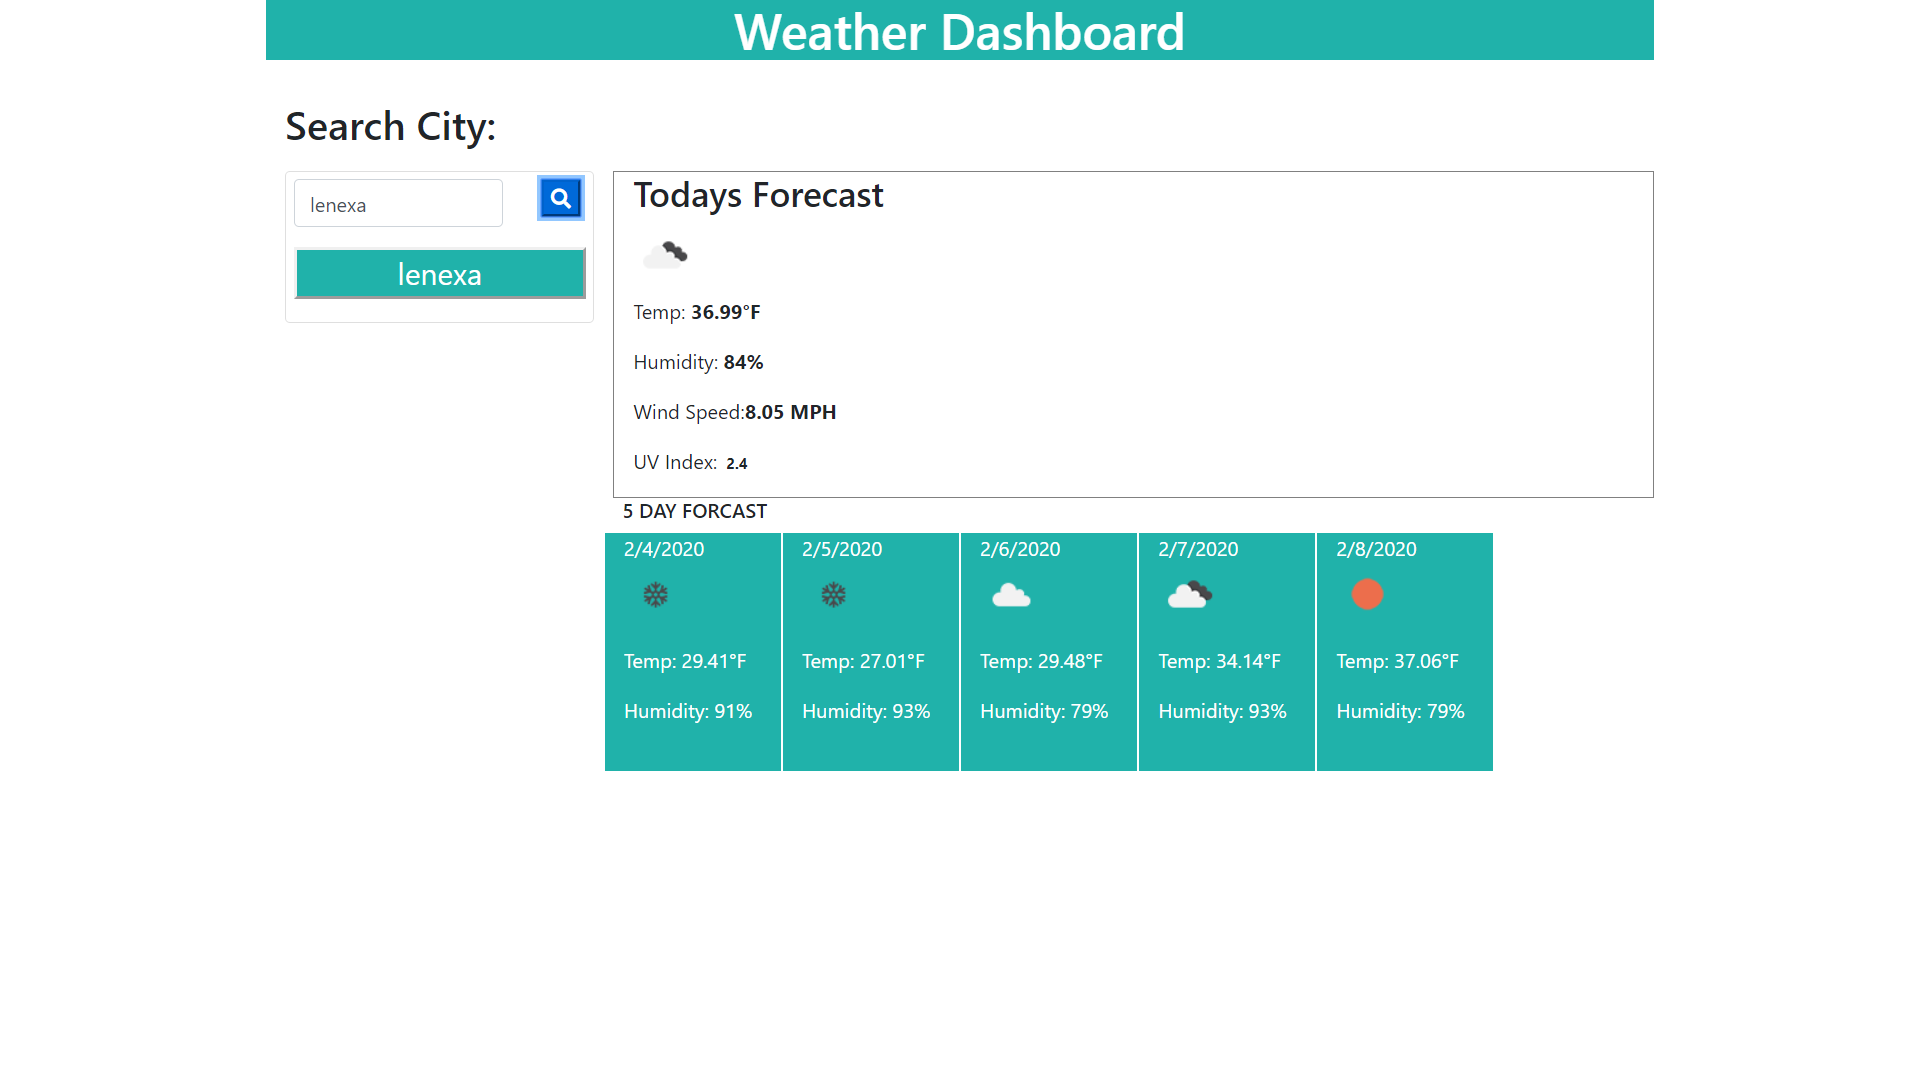 Weather Dashboard
Search City:
lenexa
lenexa
Todays Forecast
Temp: 36.99°F
Humidity: 84%
Wind Speed:8.05 MPH
UV Index: 2.4
5 DAY FORCAST
2/4/2020
Temp: 29.41°F
Humidity: 91%
2/5/2020
Temp: 27.01°F
Humidity: 93%
2/6/2020
Temp: 29.48°F
Humidity: 79%
2/7/2020
Temp: 34.14°F
Humidity: 93%
2/8/2020
Temp: 37.06°F
Humidity: 79%